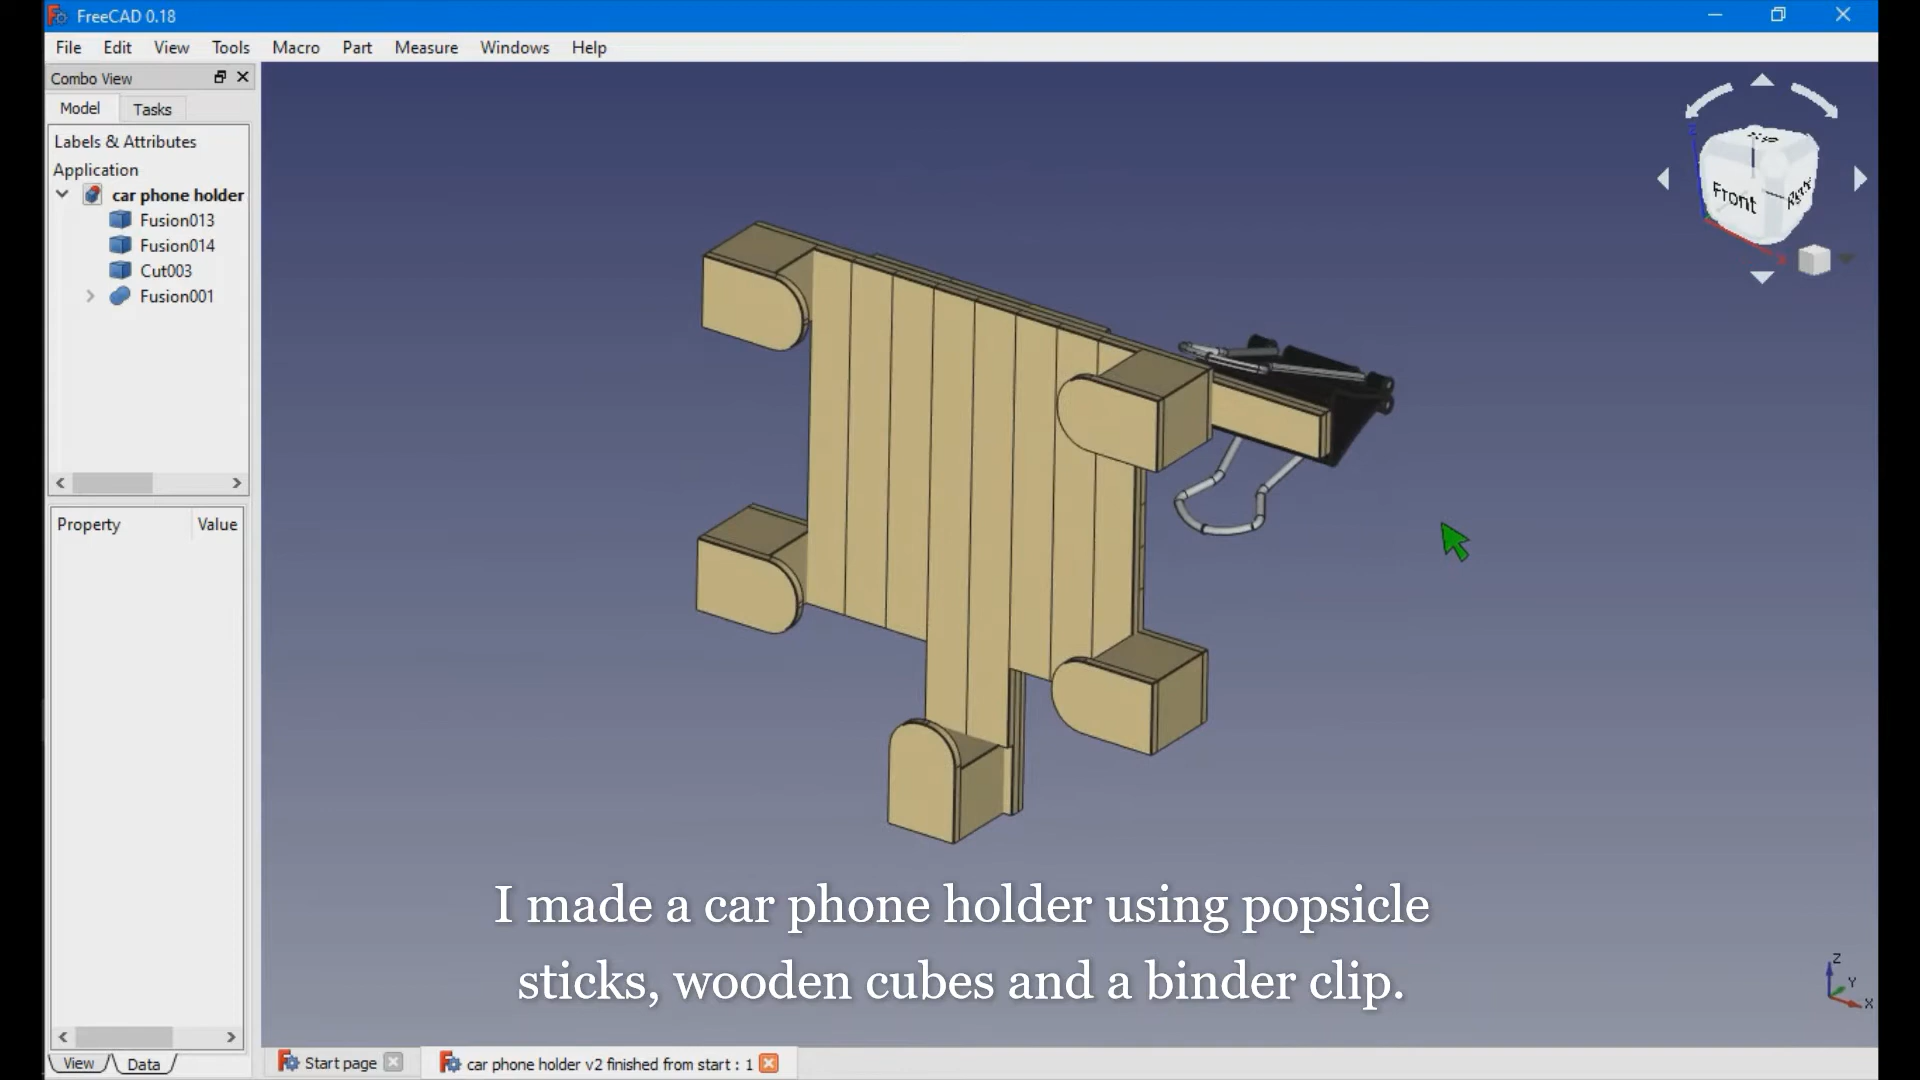 FreeCAD 0.18
File Edit View Tools Macro Part Measure Windows Help
Combo View
Model Tasks
Labels & Attributes
Application
car phone holder
Fusion013
Fusion014
Cut003
Fusion001
Property Value
View Data
Front
Z
Y
X
I made a car phone holder using popsicle
sticks, wooden cubes and a binder clip.
Start page
car phone holder v2 finished from start : 1